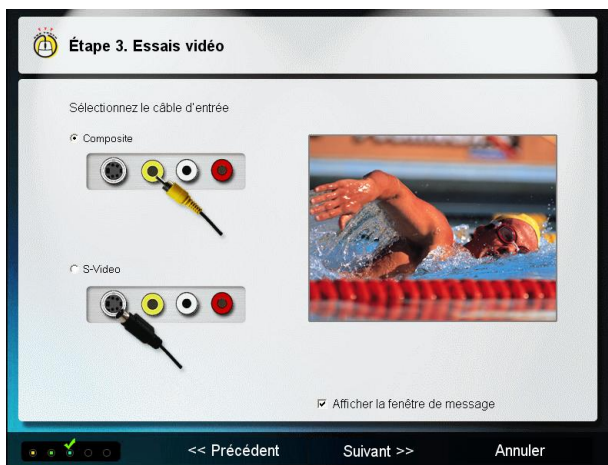 Étape 3. Essais vidéo
Sélectionnez le câble d'entrée
Composite
S-Video
Afficher la fenêtre de message
<< Précédent Suivant >> Annuler